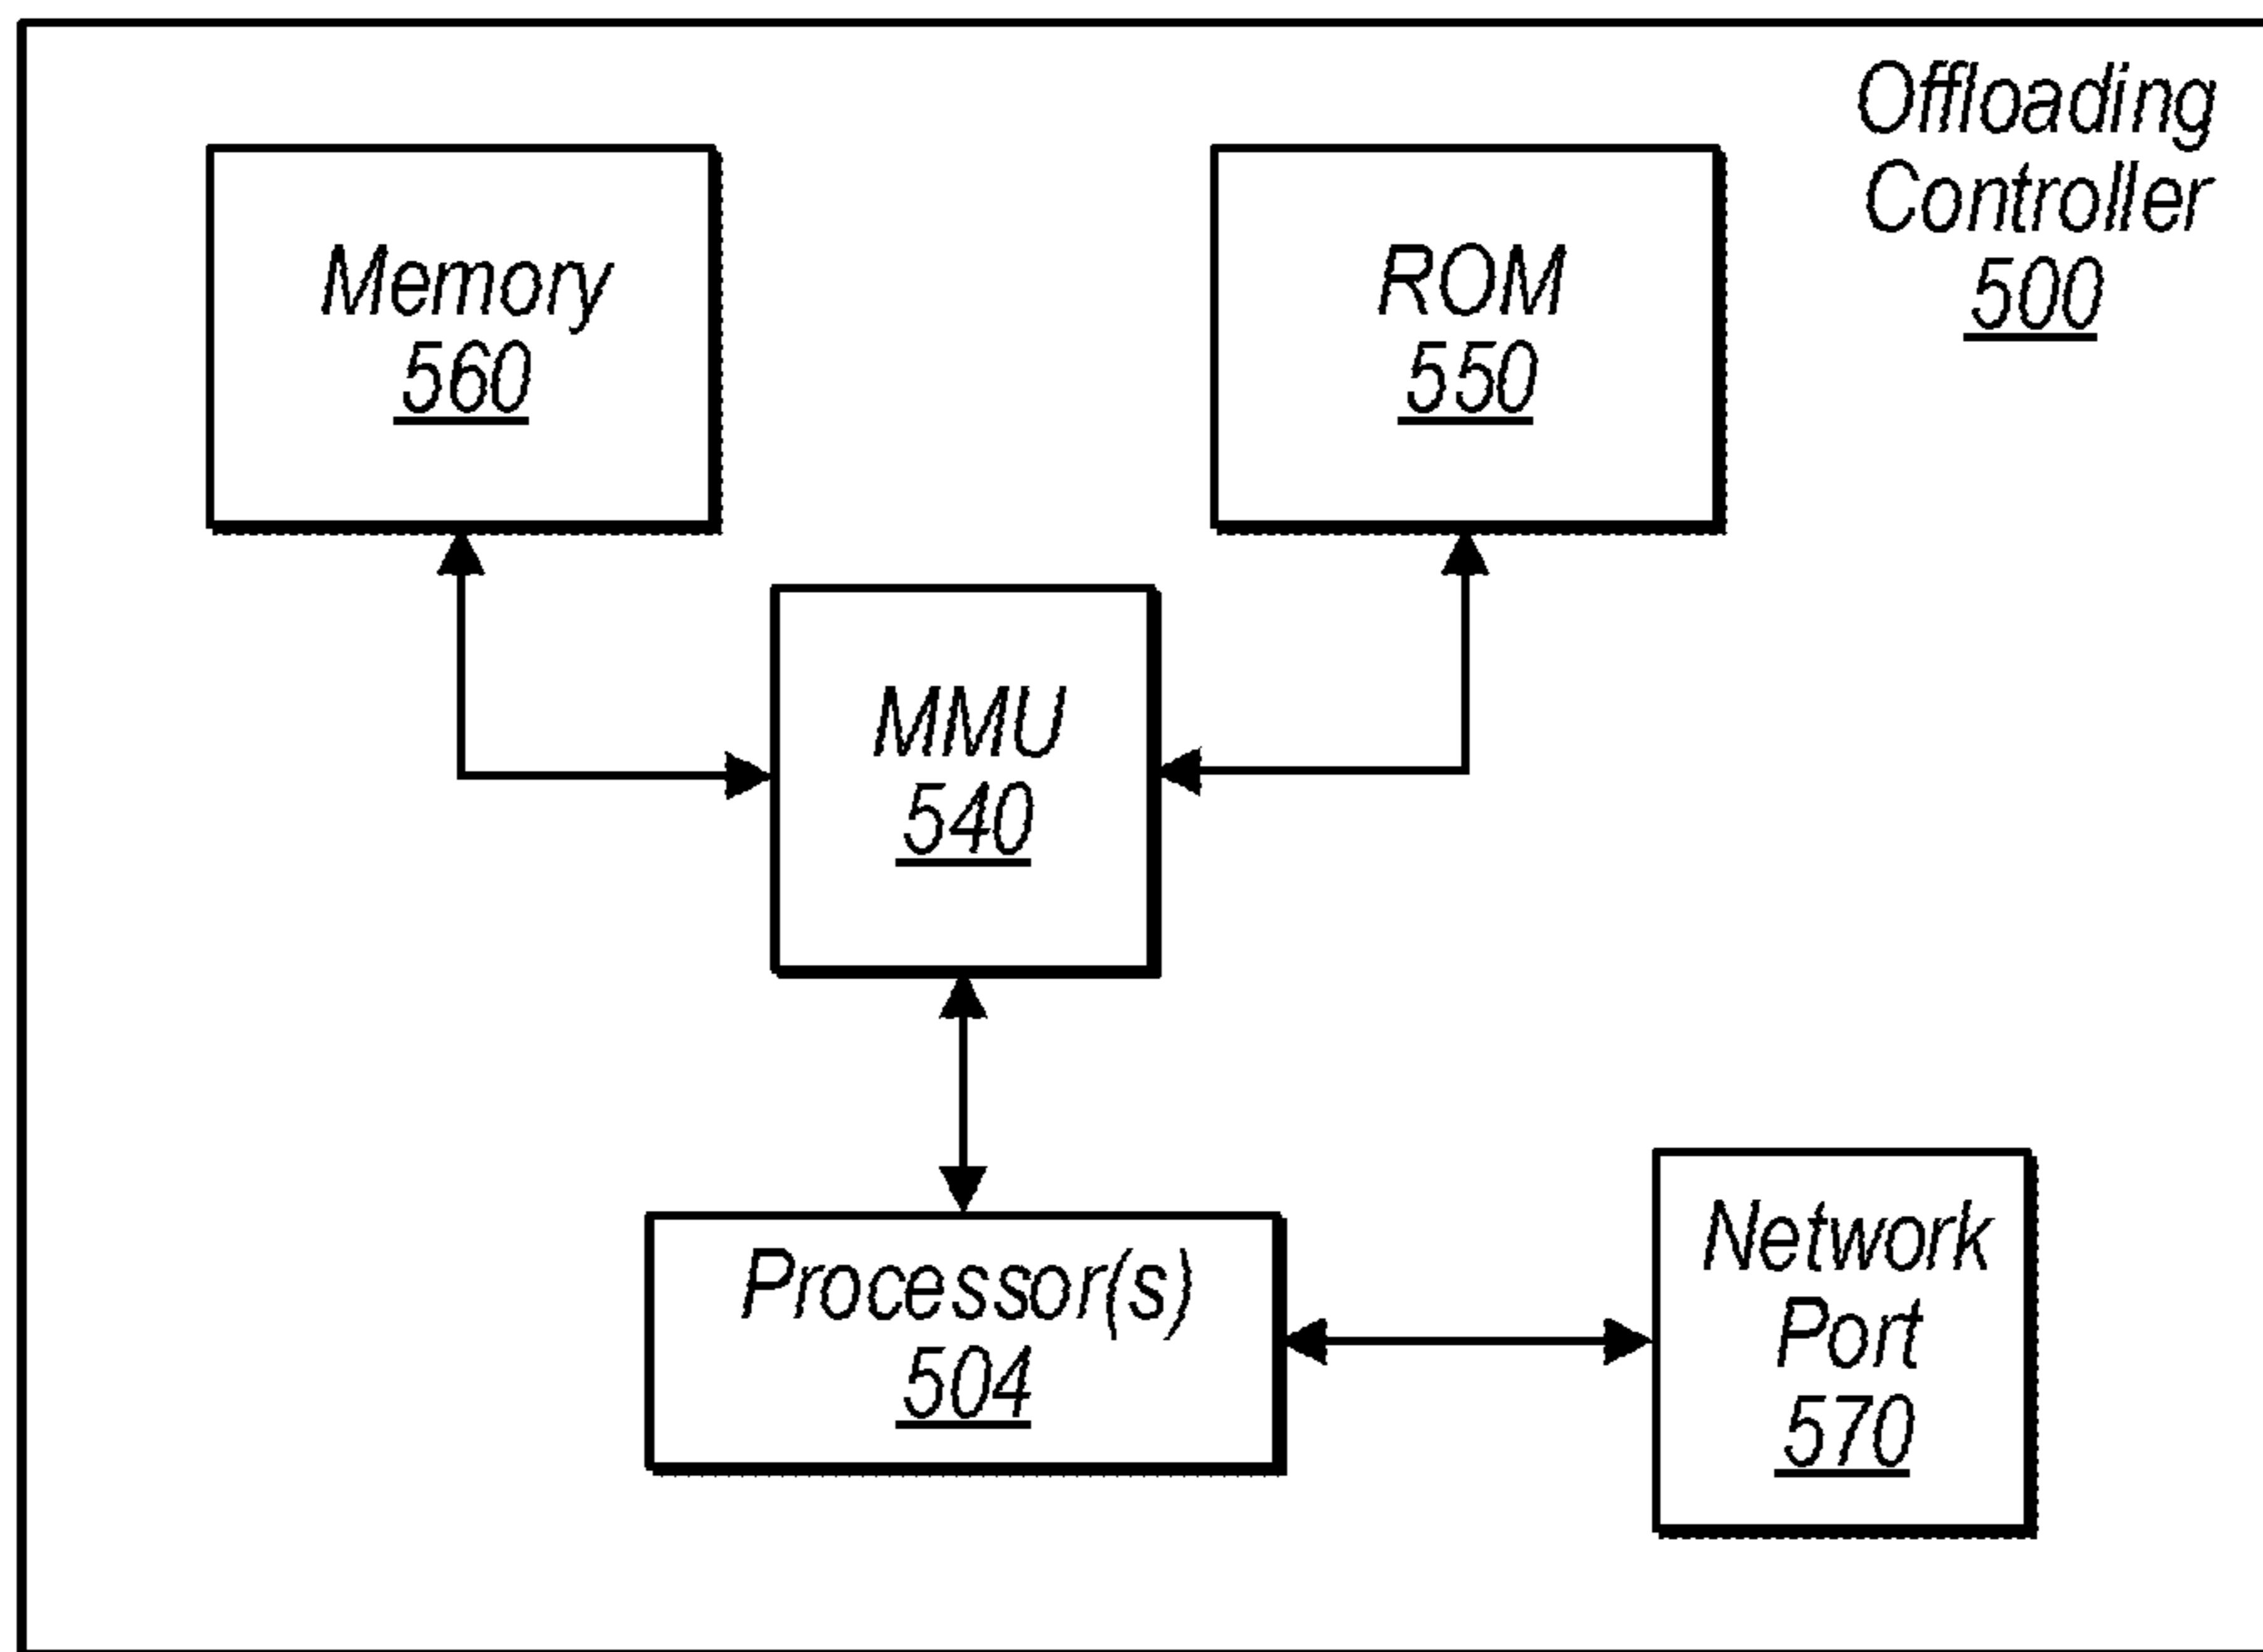 Offloading
Controller
500
Memory
560
ROM
550
MMU
540
Processor(s)
504
Network
Port
570